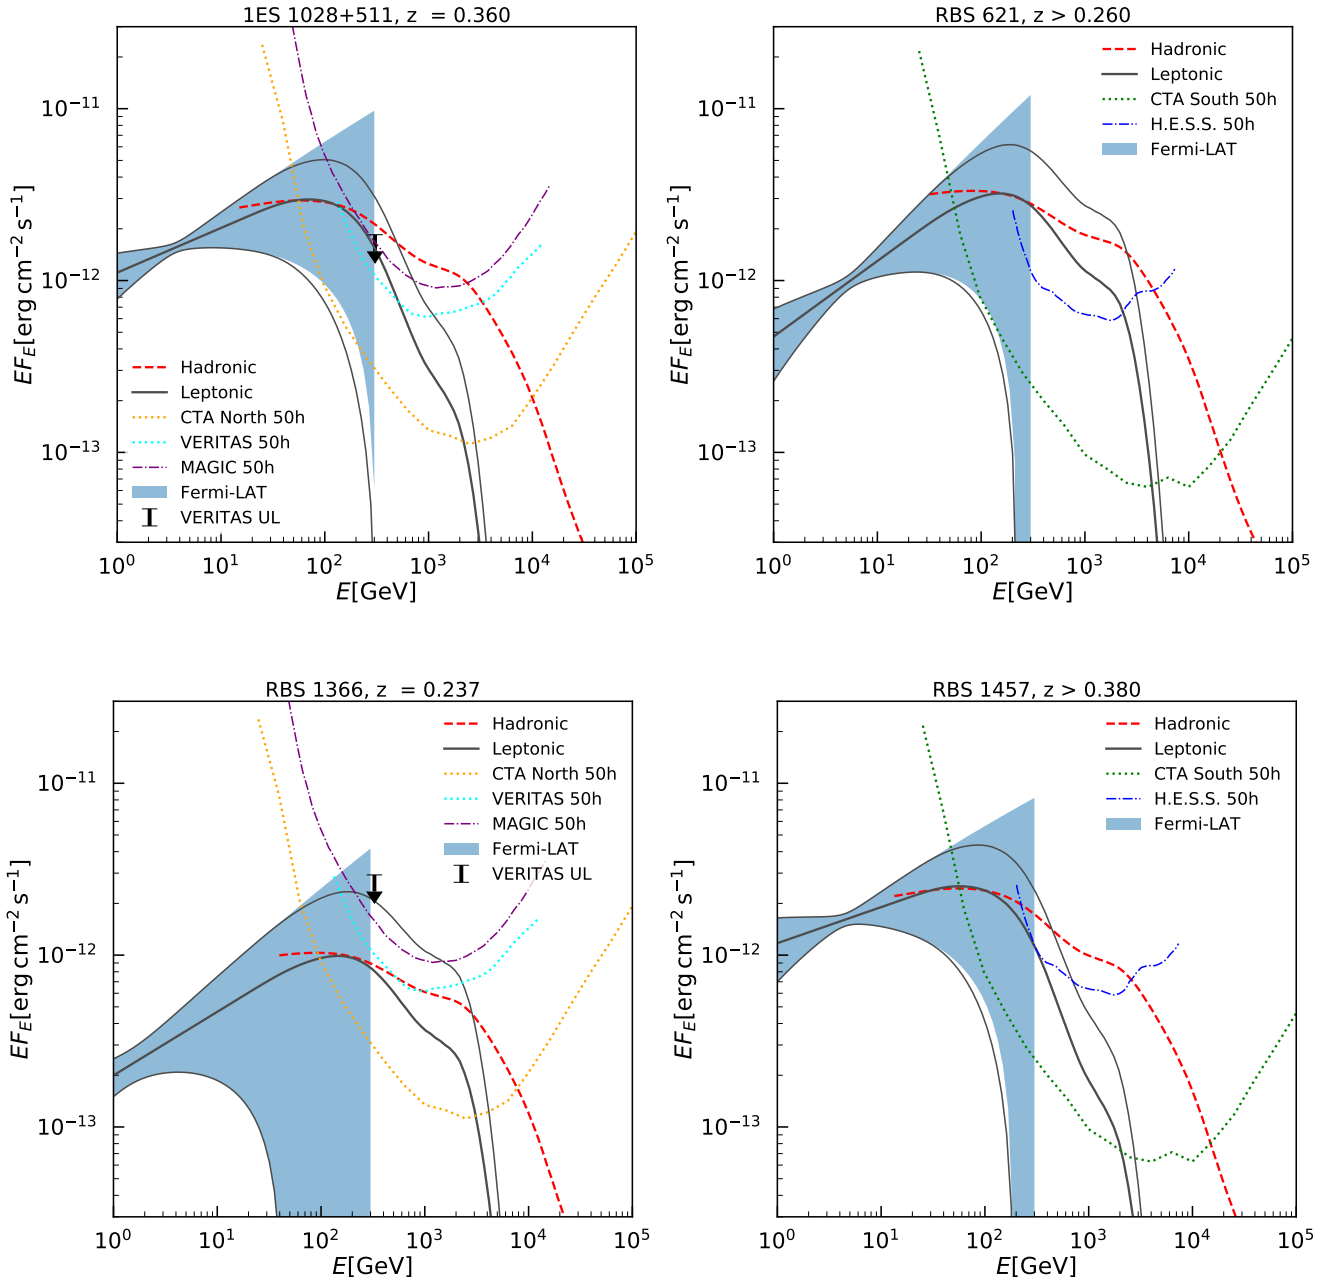 1ES 1028+511, z = 0.360
10⁻¹¹
10⁻¹²
10⁻¹³
EF_E[erg cm⁻² s⁻¹]
Hadronic
Leptonic
CTA North 50h
VERITAS 50h
MAGIC 50h
Fermi-LAT
VERITAS UL
10⁰ 10¹ 10² 10³ 10⁴ 10⁵
E[GeV]
RBS 621, z > 0.260
Hadronic
Leptonic
CTA South 50h
H.E.S.S. 50h
Fermi-LAT
10⁻¹¹
10⁻¹²
10⁻¹³
EF_E[erg cm⁻² s⁻¹]
10⁰ 10¹ 10² 10³ 10⁴ 10⁵
E[GeV]
RBS 1366, z = 0.237
Hadronic
Leptonic
CTA North 50h
VERITAS 50h
MAGIC 50h
Fermi-LAT
VERITAS UL
10⁻¹¹
10⁻¹²
10⁻¹³
EF_E[erg cm⁻² s⁻¹]
10⁰ 10¹ 10² 10³ 10⁴ 10⁵
E[GeV]
RBS 1457, z > 0.380
Hadronic
Leptonic
CTA South 50h
H.E.S.S. 50h
Fermi-LAT
10⁻¹¹
10⁻¹²
10⁻¹³
EF_E[erg cm⁻² s⁻¹]
10⁰ 10¹ 10² 10³ 10⁴ 10⁵
E[GeV]